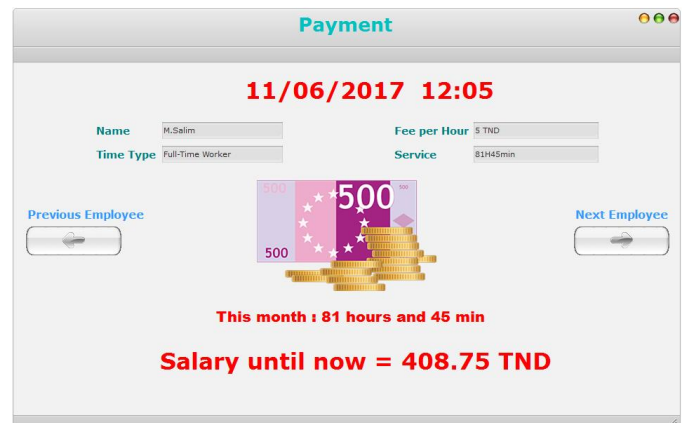 Payment
11/06/2017 12:05
Name M.Salim Fee per Hour 5 TND
Time Type Full-Time Worker Service 81H45min
500 500 500
Previous Employee Next Employee
500
This month : 81 hours and 45 min
Salary until now = 408.75 TND